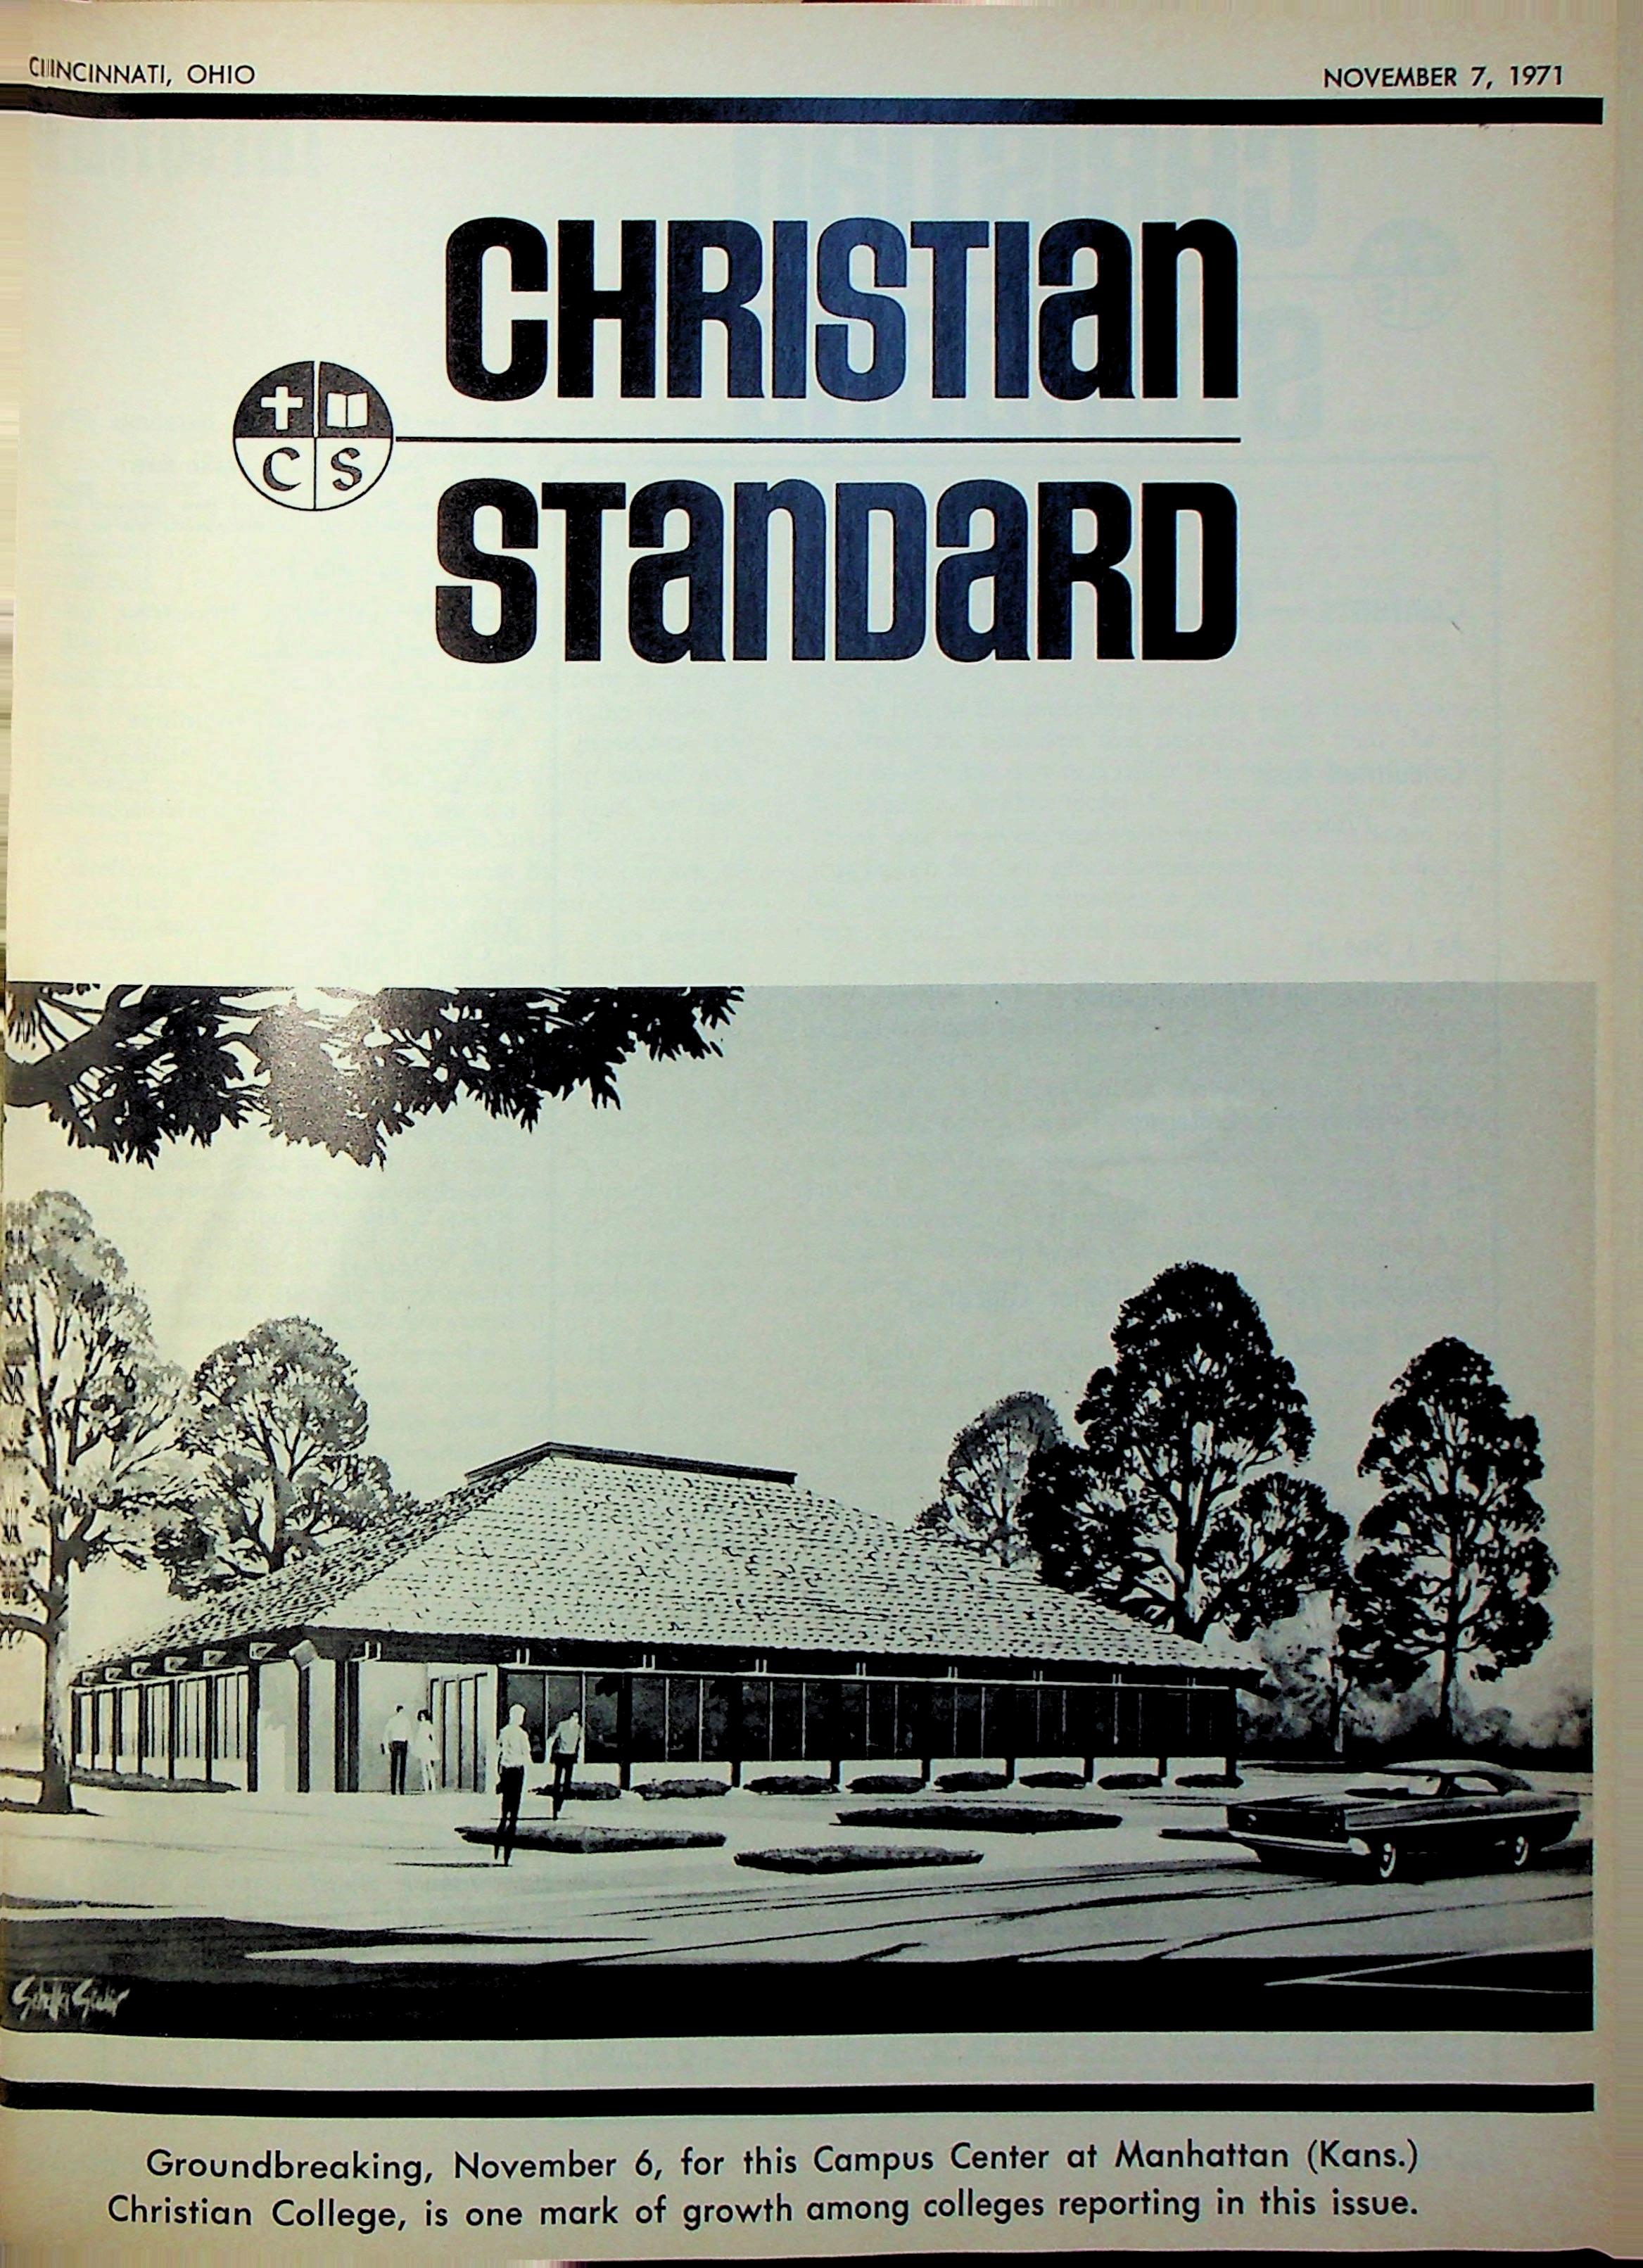 CINCINNATI, OHIO
NOVEMBER 7, 1971
CHRISTIan
C S
STanDaRD
Groundbreaking, November 6, for this Campus Center at Manhattan (Kans.)
Christian College, is one mark of growth among colleges reporting in this issue.